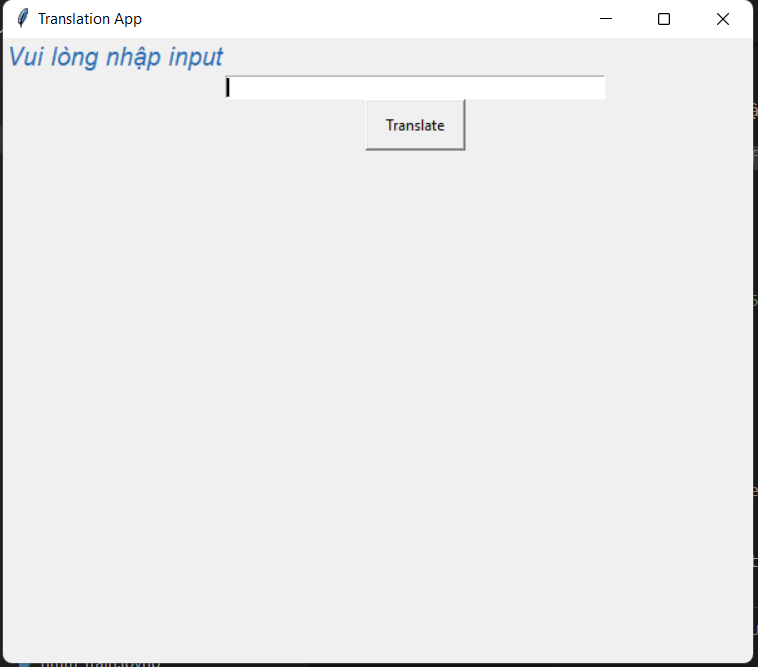 Translation App
Vui lòng nhập input
Translate